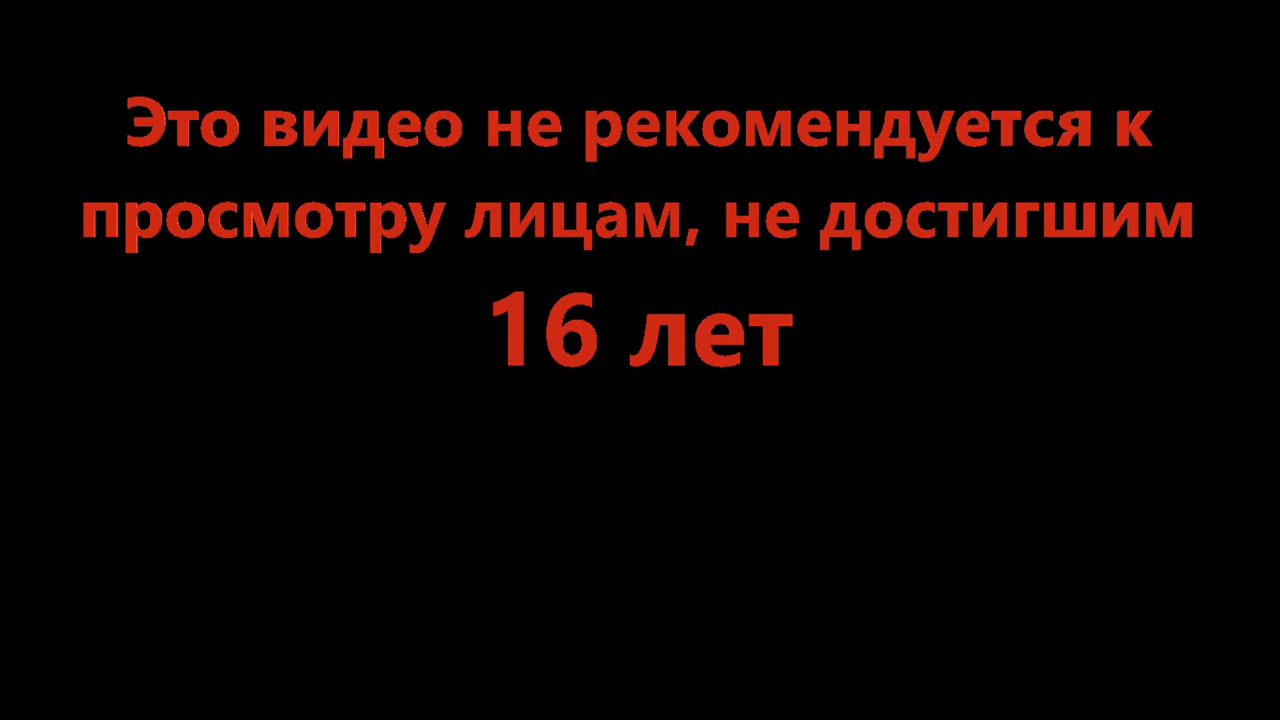 Это видео не рекомендуется к
просмотру лицам, не достигшим
16 лет